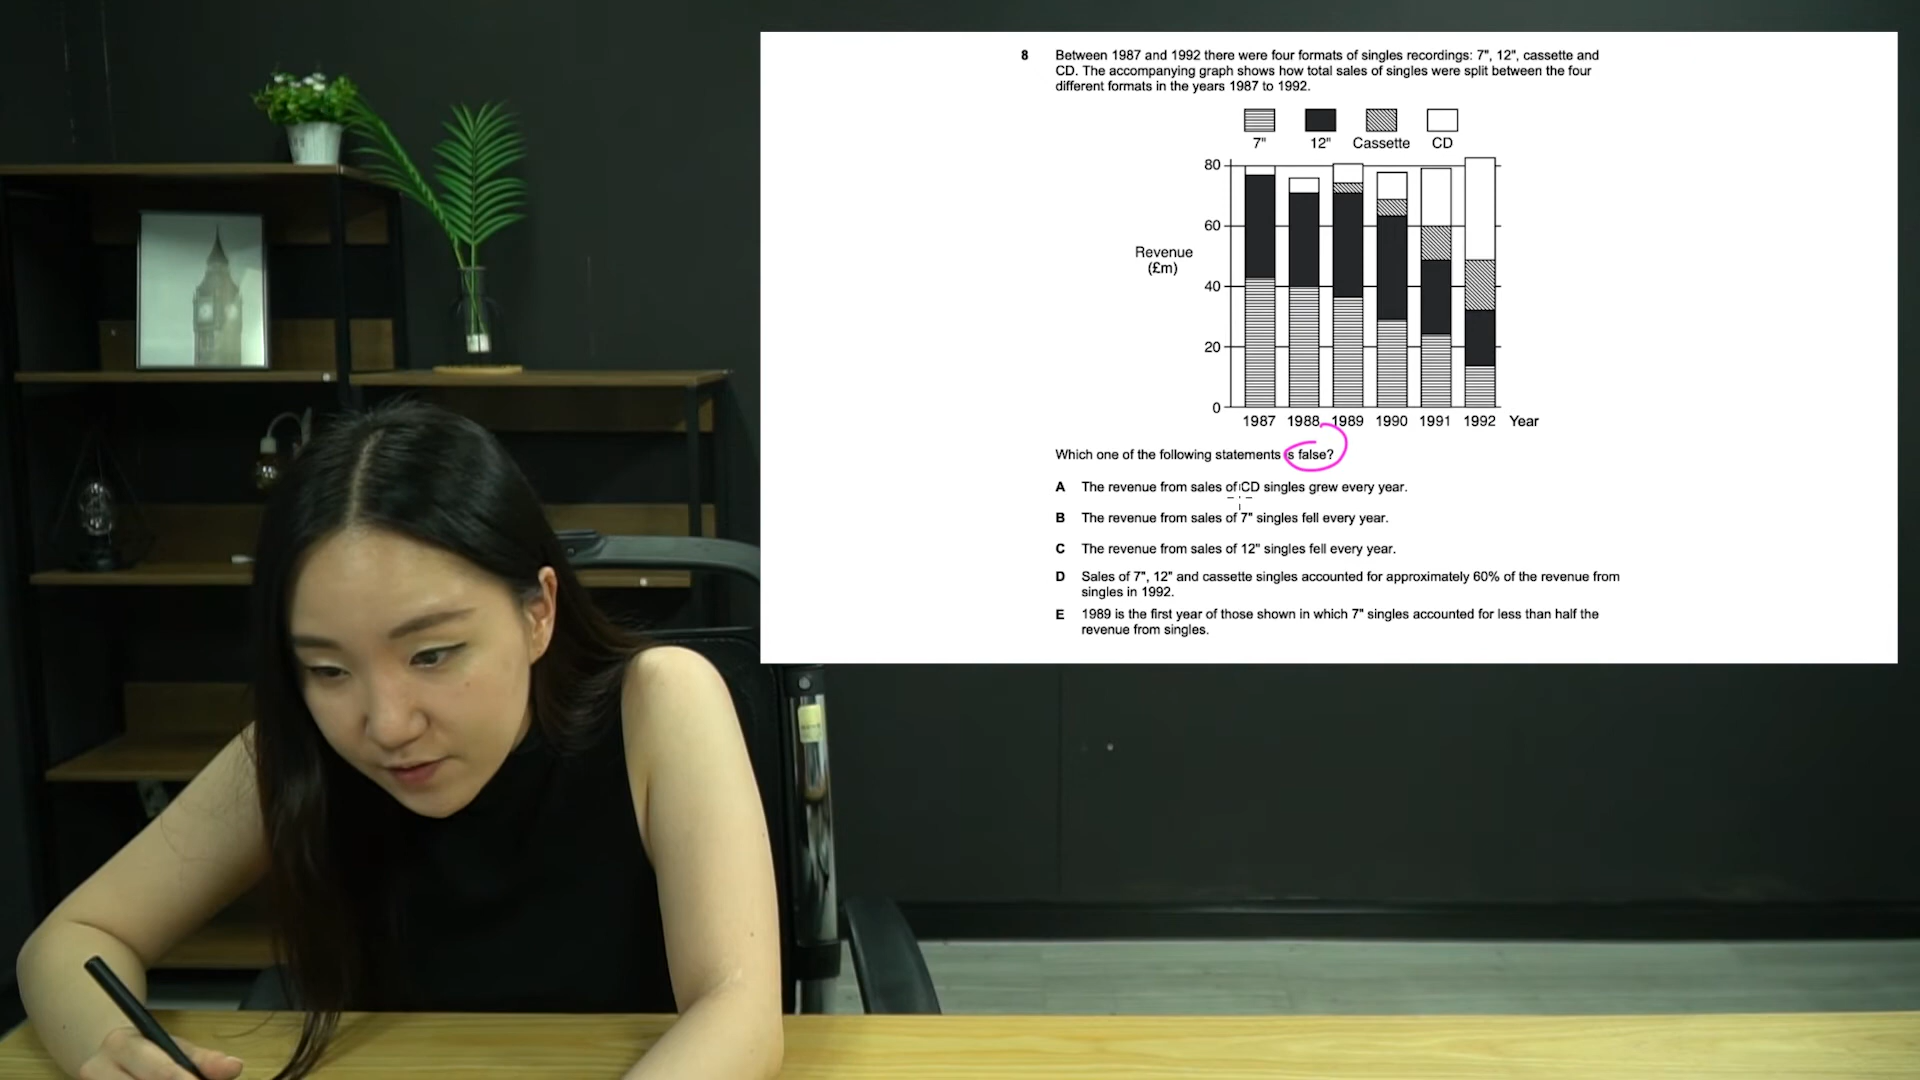 8 Between 1987 and 1992 there were four formats of singles recordings: 7", 12", cassette and
CD. The accompanying graph shows how total sales of singles were split between the four
different formats in the years 1987 to 1992.
7" 12" Cassette CD
80
60
Revenue
(£m)
40
20
0
1987 1988 1989 1990 1991 1992 Year
Which one of the following statements is false?
A The revenue from sales of CD singles grew every year.
B The revenue from sales of 7" singles fell every year.
C The revenue from sales of 12" singles fell every year.
D Sales of 7", 12" and cassette singles accounted for approximately 60% of the revenue from
singles in 1992.
E 1989 is the first year of those shown in which 7" singles accounted for less than half the
revenue from singles.